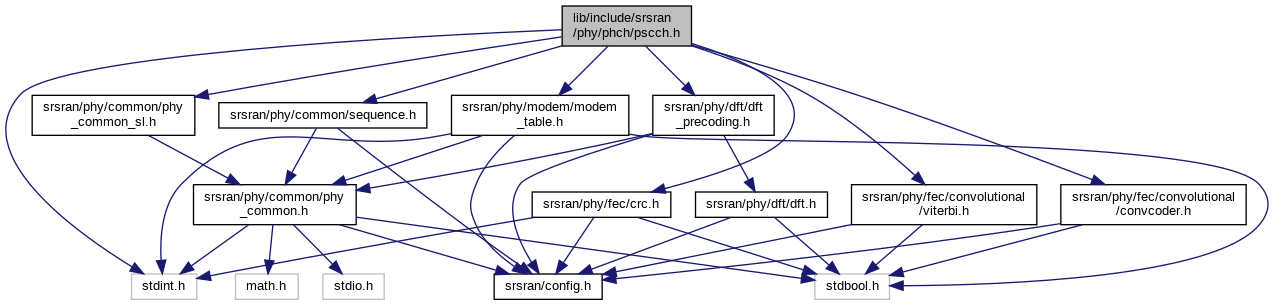 lib/include/srsran
/phy/phch/pscch.h
srsran/phy/common/phy
_common_sl.h
srsran/phy/common/sequence.h
srsran/phy/modem/modem
_table.h
srsran/phy/dft/dft
_precoding.h
srsran/phy/common/phy
_common.h
srsran/phy/fec/crc.h
srsran/phy/dft/dft.h
srsran/phy/fec/convolutional
/viterbi.h
srsran/phy/fec/convolutional
/convcoder.h
stdint.h
math.h
stdio.h
srsran/config.h
stdbool.h